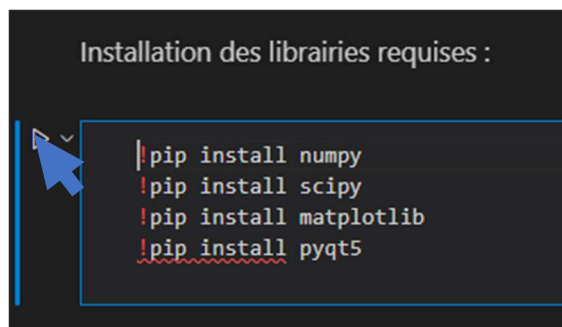 Installation des librairies requises :
!pip install numpy
!pip install scipy
!pip install matplotlib
!pip install pyqt5